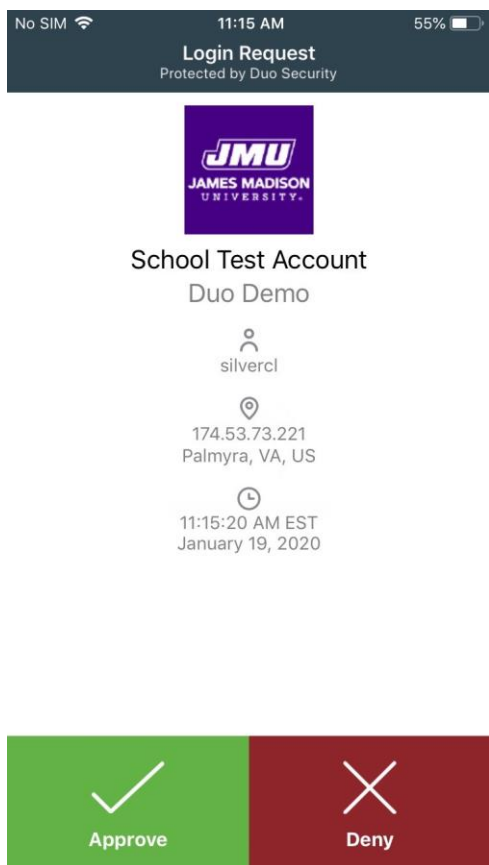 No SIM 11:15 AM 55%
Login Request
Protected by Duo Security
JMU
JAMES MADISON
UNIVERSITY.
School Test Account
Duo Demo
silvercl
174.53.73.221
Palmyra, VA, US
11:15:20 AM EST
January 19, 2020
Approve Deny